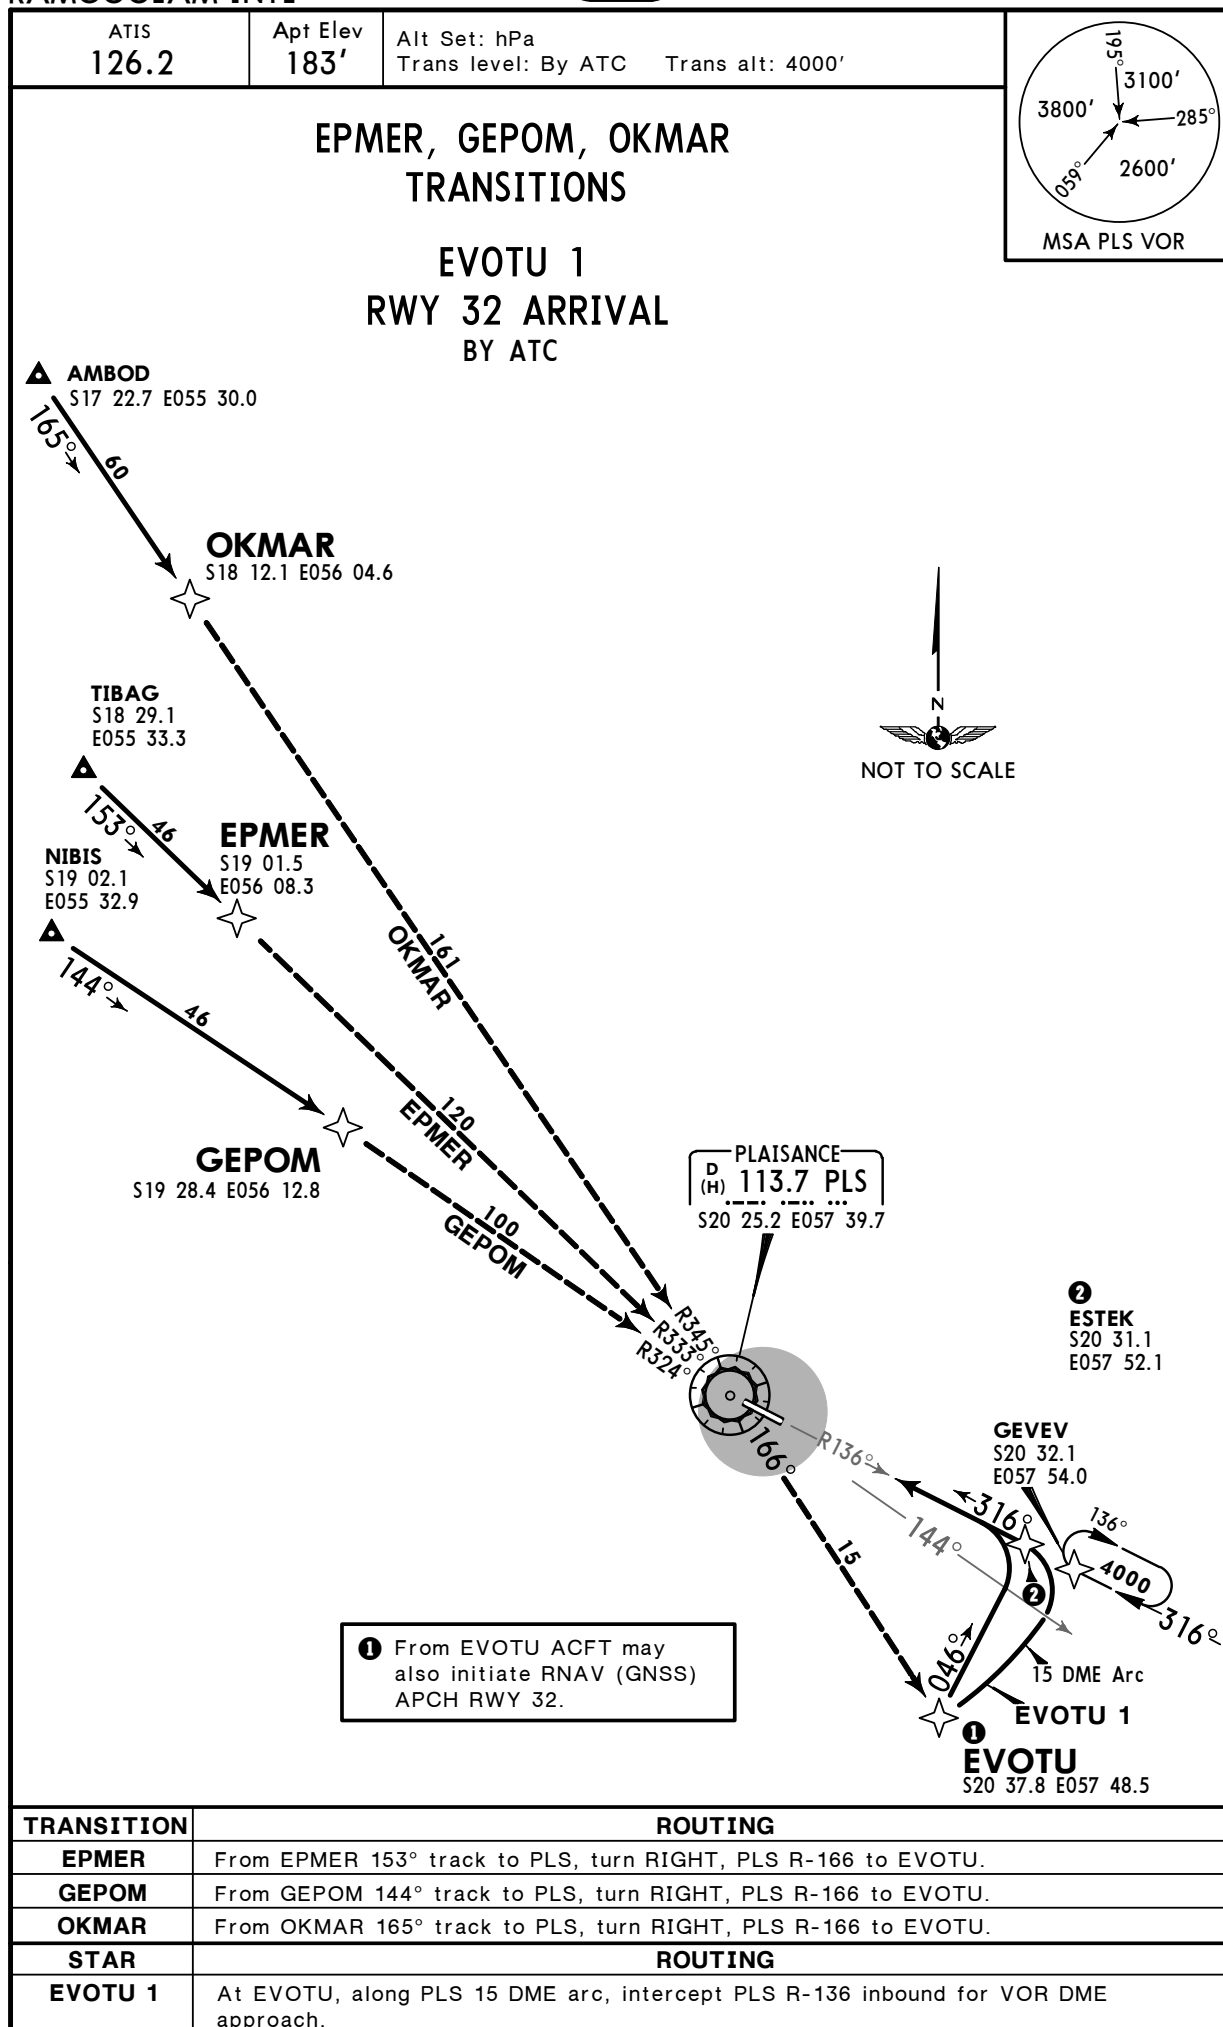 ATIS
126.2
Apt Elev
183'
Alt Set: hPa
Trans level: By ATC Trans alt: 4000'
195°
3100'
3800'
285°
2600'
059°
MSA PLS VOR
EPMER, GEPOM, OKMAR
TRANSITIONS
EVOTU 1
RWY 32 ARRIVAL
BY ATC
AMBOD
S17 22.7 E055 30.0
165°
60
OKMAR
S18 12.1 E056 04.6
TIBAG
S18 29.1
E055 33.3
153°
46
EPMER
S19 01.5
E056 08.3
NIBIS
S19 02.1
E055 32.9
144°
46
N
NOT TO SCALE
161
OKMAR
120
EPMER
GEPOM
S19 28.4 E056 12.8
100
GEPOM
PLAISANCE
D
(H) 113.7 PLS
S20 25.2 E057 39.7
R345°
R333°
R324°
2
ESTEK
S20 31.1
E057 52.1
GEVEV
S20 32.1
E057 54.0
166°
R136°
316°
136°
4000
316°
144°
15
2
046°
15 DME Arc
EVOTU 1
1
EVOTU
S20 37.8 E057 48.5
1 From EVOTU ACFT may
also initiate RNAV (GNSS)
APCH RWY 32.
TRANSITION ROUTING
EPMER From EPMER 153° track to PLS, turn RIGHT, PLS R-166 to EVOTU.
GEPOM From GEPOM 144° track to PLS, turn RIGHT, PLS R-166 to EVOTU.
OKMAR From OKMAR 165° track to PLS, turn RIGHT, PLS R-166 to EVOTU.
STAR ROUTING
EVOTU 1 At EVOTU, along PLS 15 DME arc, intercept PLS R-136 inbound for VOR DME
approach.